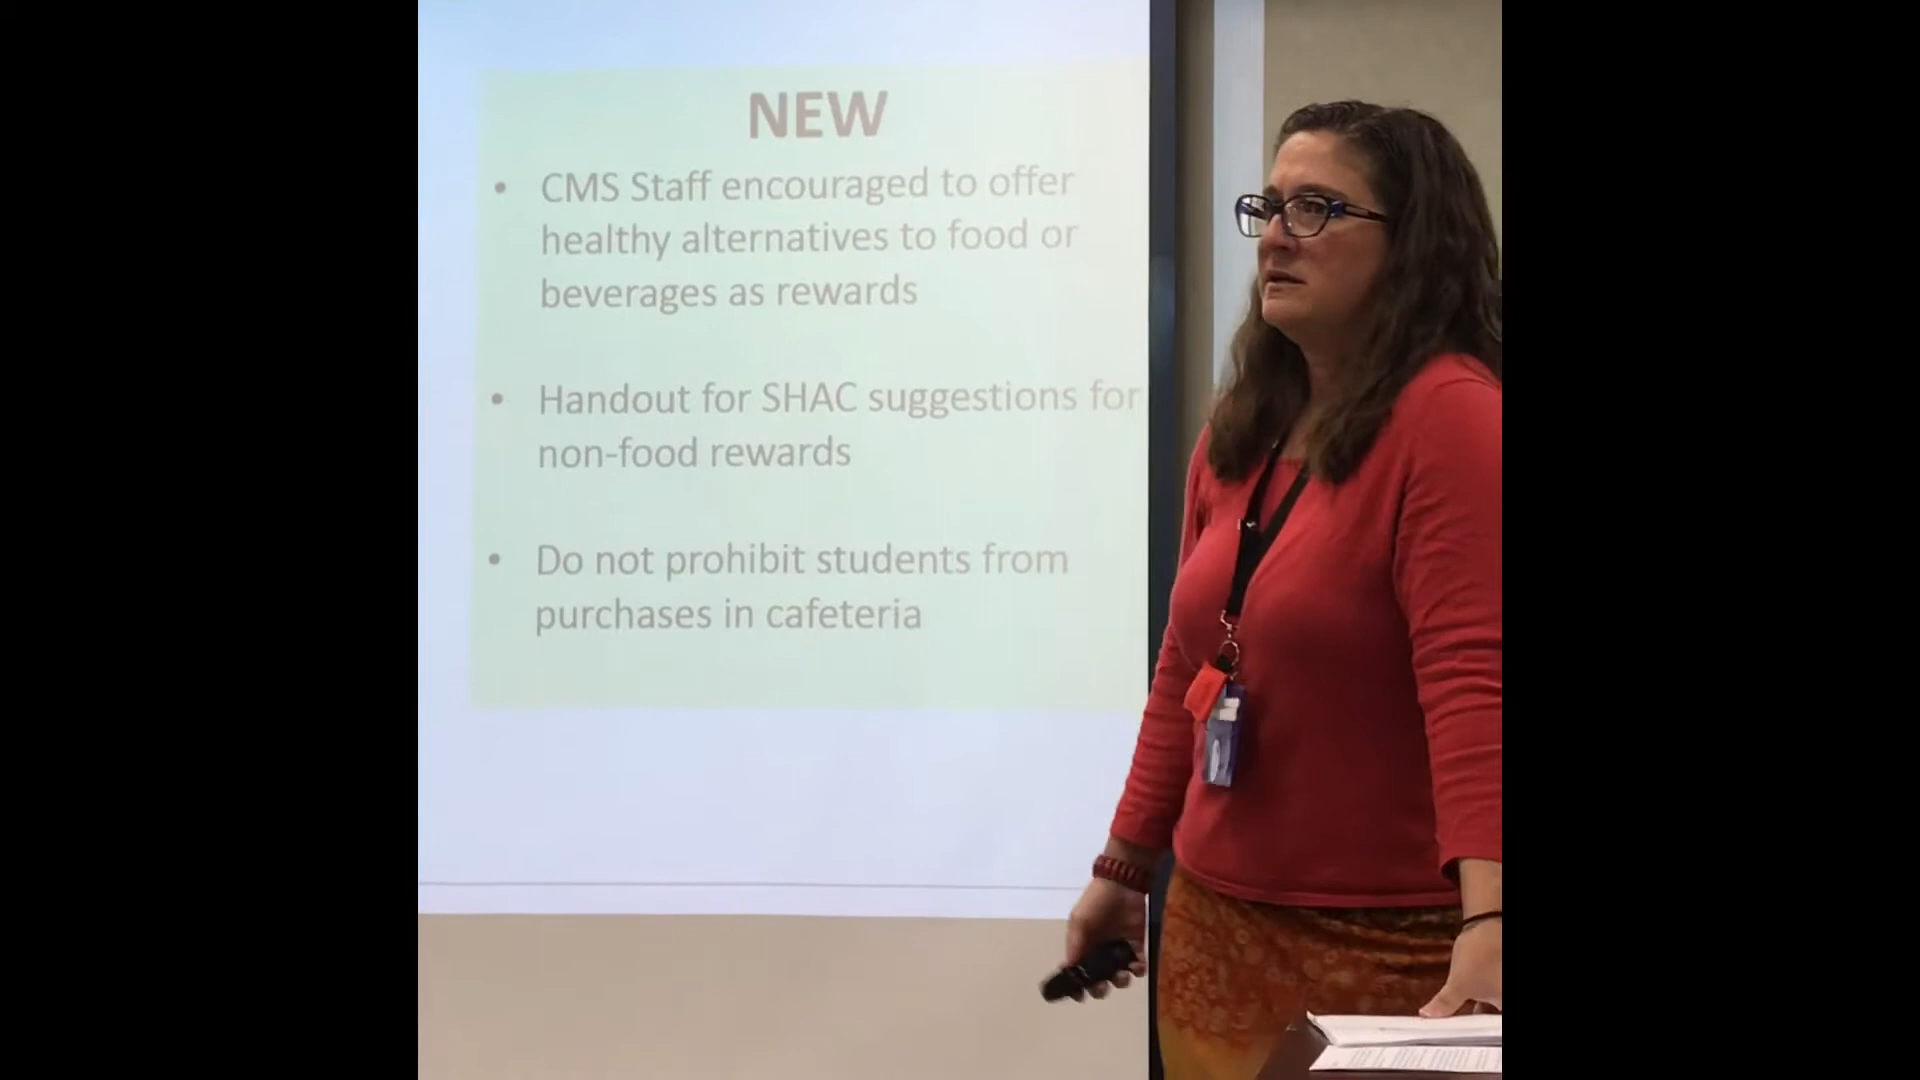 NEW
• CMS Staff encouraged to offer
healthy alternatives to food or
beverages as rewards
• Handout for SHAC suggestions for
non-food rewards
• Do not prohibit students from
purchases in cafeteria